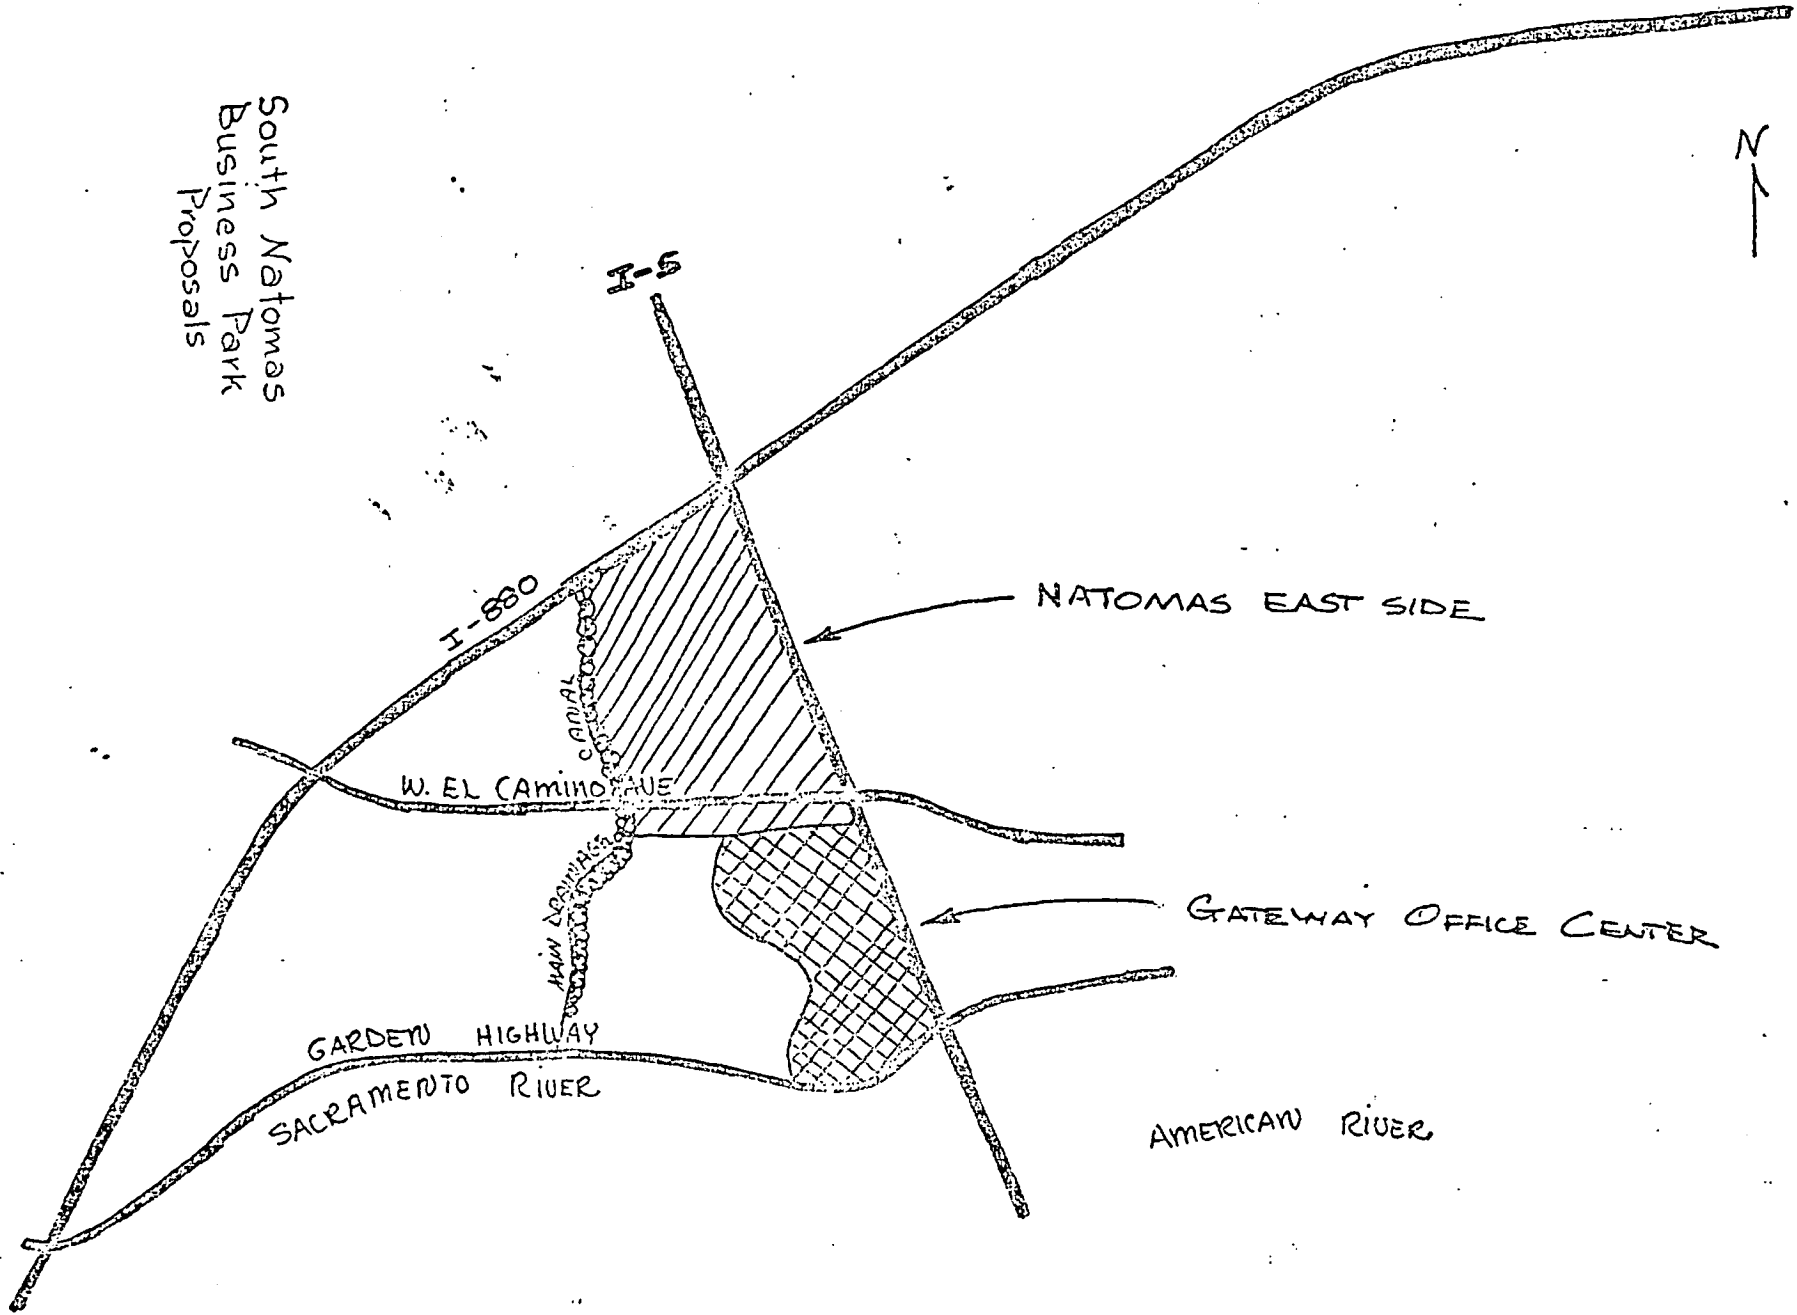 South Natomas
Business Park
Proposals
N
I-5
I-880
NATOMAS EAST SIDE
CANAL
W. EL CAMINO AVE
MAIN DRAINAGE
GATEWAY OFFICE CENTER
GARDEN HIGHWAY
SACRAMENTO RIVER
AMERICAN RIVER